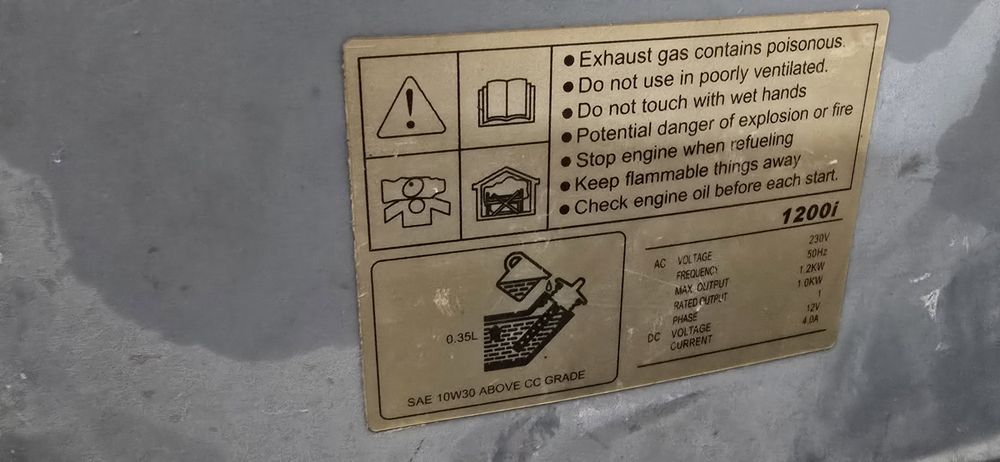 ● Exhaust gas contains poisonous.
● Do not use in poorly ventilated.
● Do not touch with wet hands
● Potential danger of explosion or fire
● Stop engine when refueling
● Keep flammable things away
● Check engine oil before each start.
1200i
AC VOLTAGE 230V
FREQUENCY 50Hz
MAX. OUTPUT 1.2KW
RATED OUTPUT 1.0KW
PHASE 1
DC VOLTAGE 12V
CURRENT 4.0A
0.35L
SAE 10W30 ABOVE CC GRADE